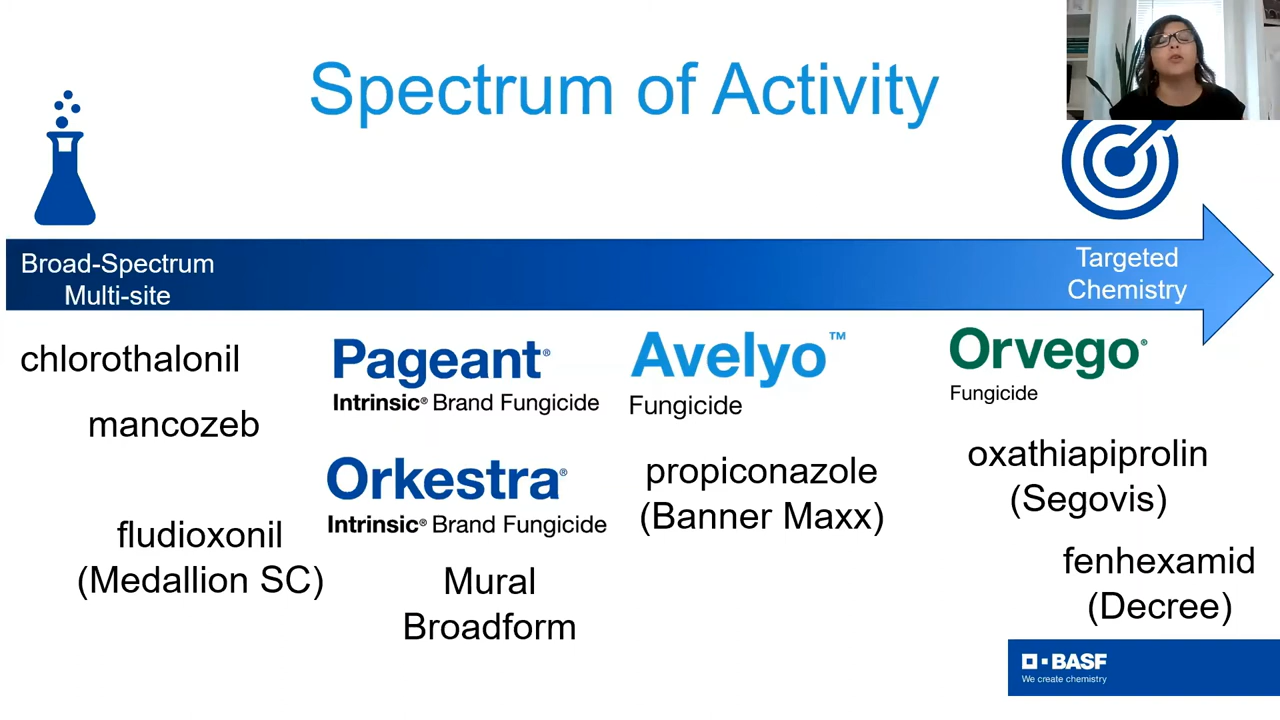 Spectrum of Activity
Broad-Spectrum
Multi-site
Targeted
Chemistry
chlorothalonil
mancozeb
fludioxonil
(Medallion SC)
Pageant®
Intrinsic® Brand Fungicide
Orkestra®
Intrinsic® Brand Fungicide
Mural
Broadform
Avelyo™
Fungicide
propiconazole
(Banner Maxx)
Orvego®
Fungicide
oxathiapiprolin
(Segovis)
fenhexamid
(Decree)
BASF
We create chemistry